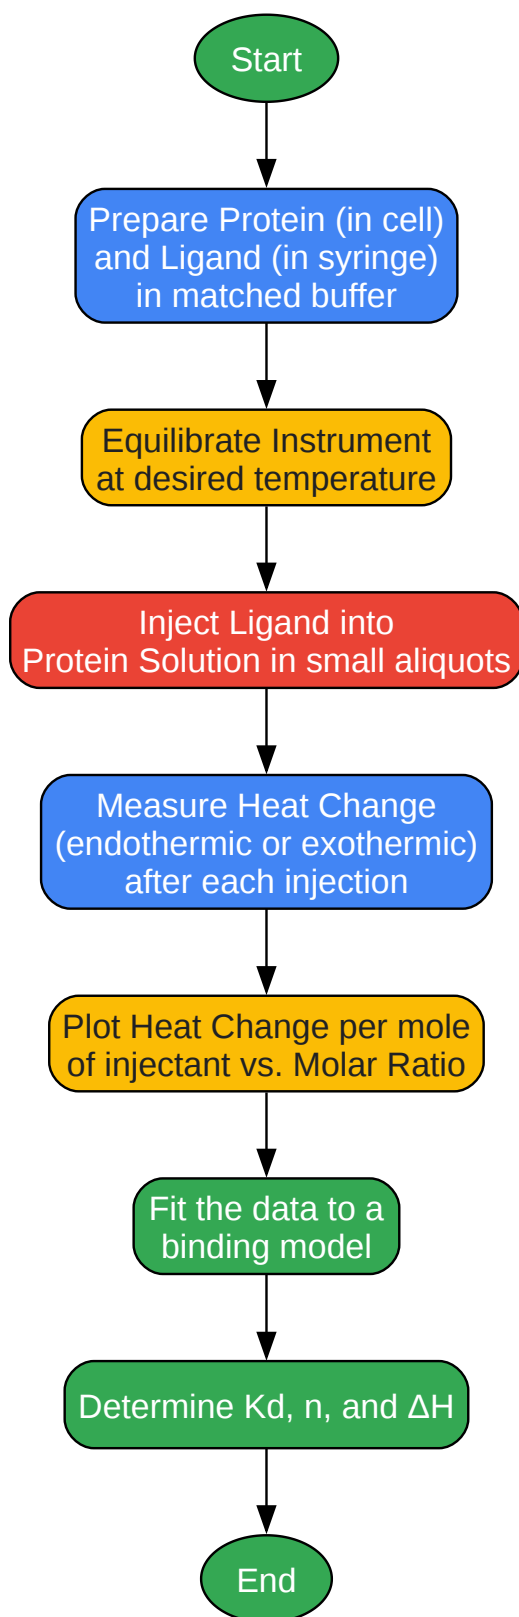 Start
Prepare Protein (in cell)
and Ligand (in syringe)
in matched buffer
Equilibrate Instrument
at desired temperature
Inject Ligand into
Protein Solution in small aliquots
Measure Heat Change
(endothermic or exothermic)
after each injection
Plot Heat Change per mole
of injectant vs. Molar Ratio
Fit the data to a
binding model
Determine Kd, n, and ΔH
End